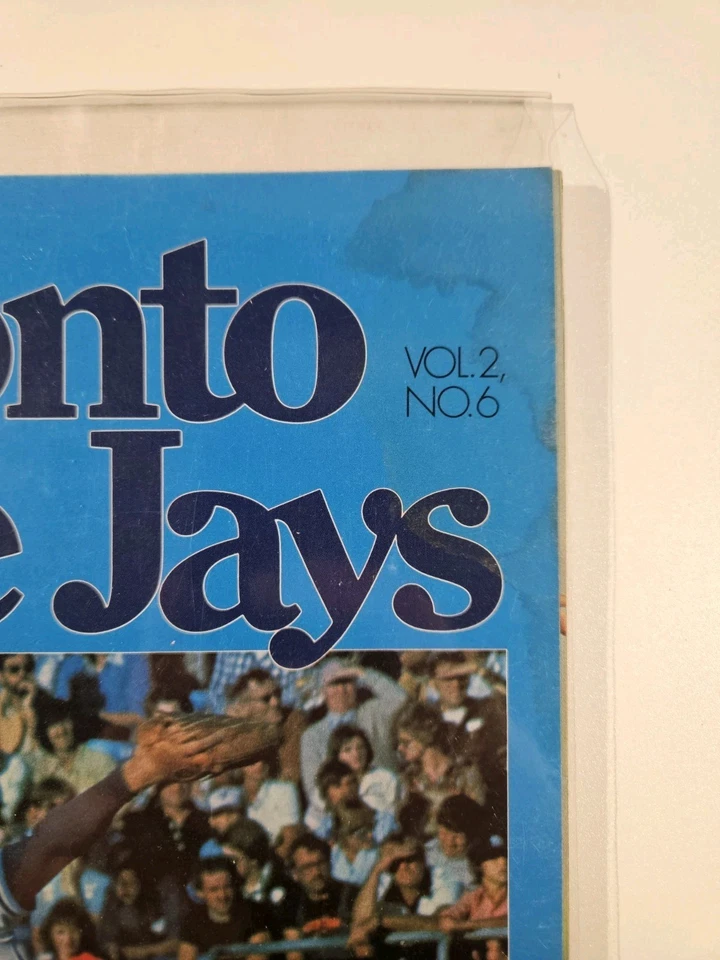 onto
VOL.2,
NO.6
e Jays